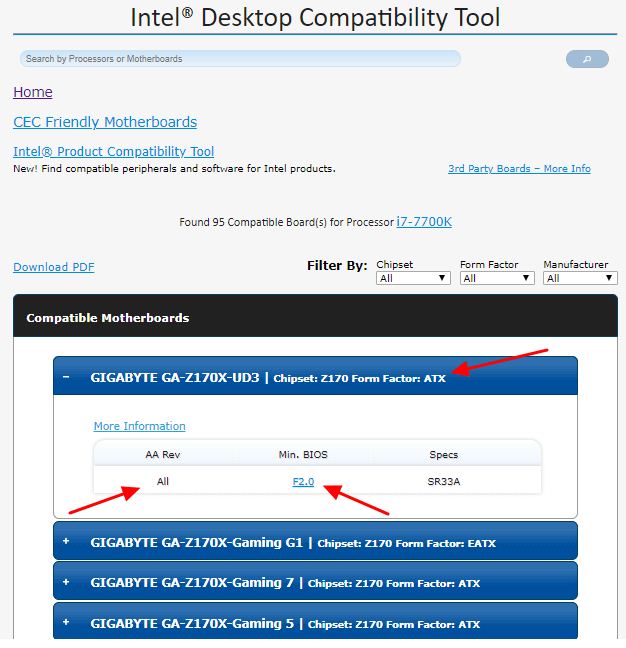 Intel® Desktop Compatibility Tool
Search by Processors or Motherboards
Home
CEC Friendly Motherboards
Intel® Product Compatibility Tool
New! Find compatible peripherals and software for Intel products.
3rd Party Boards – More Info
Found 95 Compatible Board(s) for Processor i7-7700K
Download PDF
Filter By:
Chipset
Form Factor
Manufacturer
All
All
All
Compatible Motherboards
– GIGABYTE GA-Z170X-UD3 | Chipset: Z170 Form Factor: ATX
More Information
AA Rev Min. BIOS Specs
All F2.0 SR33A
+ GIGABYTE GA-Z170X-Gaming G1 | Chipset: Z170 Form Factor: EATX
+ GIGABYTE GA-Z170X-Gaming 7 | Chipset: Z170 Form Factor: ATX
+ GIGABYTE GA-Z170X-Gaming 5 | Chipset: Z170 Form Factor: ATX